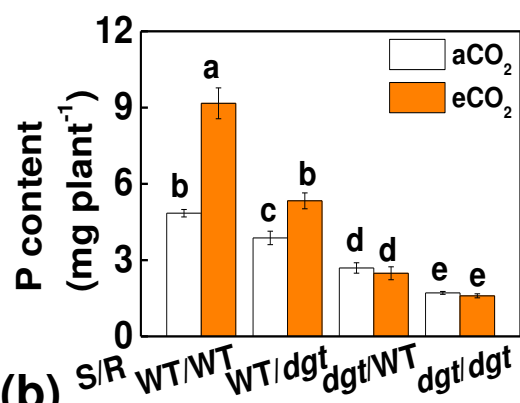 12
9
6
3
0
P content
(mg plant⁻¹)
aCO₂
eCO₂
a
b
c
b
d d
e e
S/R WT/WT WT/dgt dgt/WT dgt/dgt
(b)